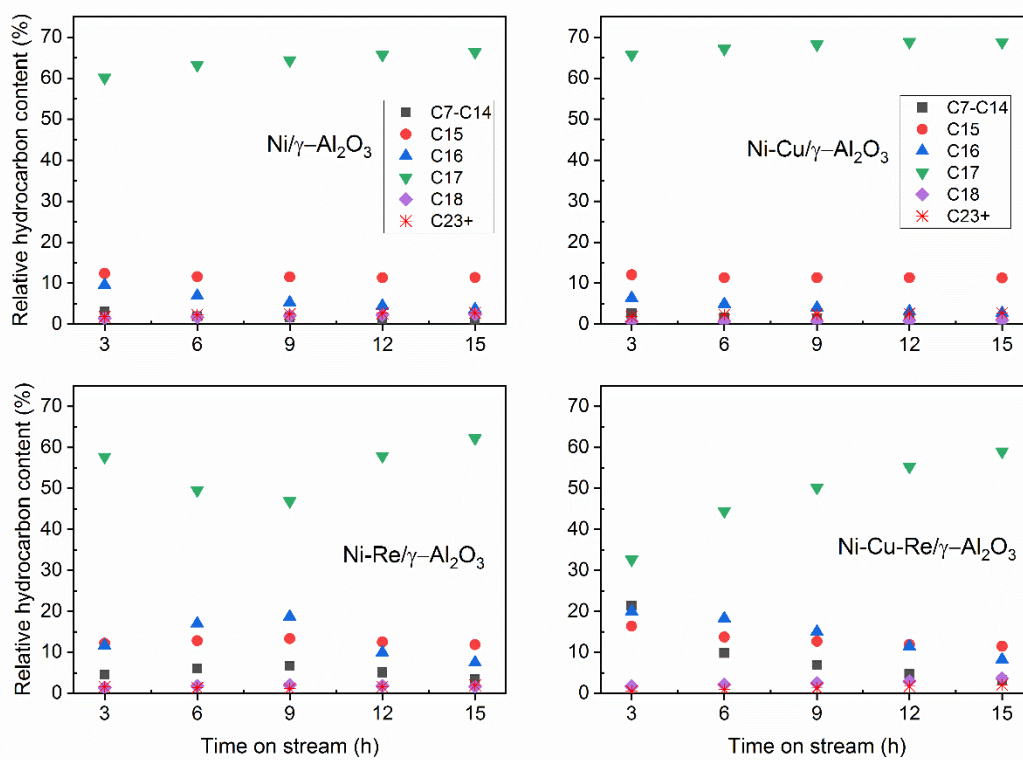 Relative hydrocarbon content (%)
70
60
50
40
30
20
10
0
3 6 9 12 15
Ni/γ–Al₂O₃
C7-C14
C15
C16
C17
C18
C23+
70
60
50
40
30
20
10
0
3 6 9 12 15
Ni-Cu/γ–Al₂O₃
C7-C14
C15
C16
C17
C18
C23+
Relative hydrocarbon content (%)
70
60
50
40
30
20
10
0
3 6 9 12 15
Ni-Re/γ–Al₂O₃
Time on stream (h)
70
60
50
40
30
20
10
0
3 6 9 12 15
Ni-Cu-Re/γ–Al₂O₃
Time on stream (h)